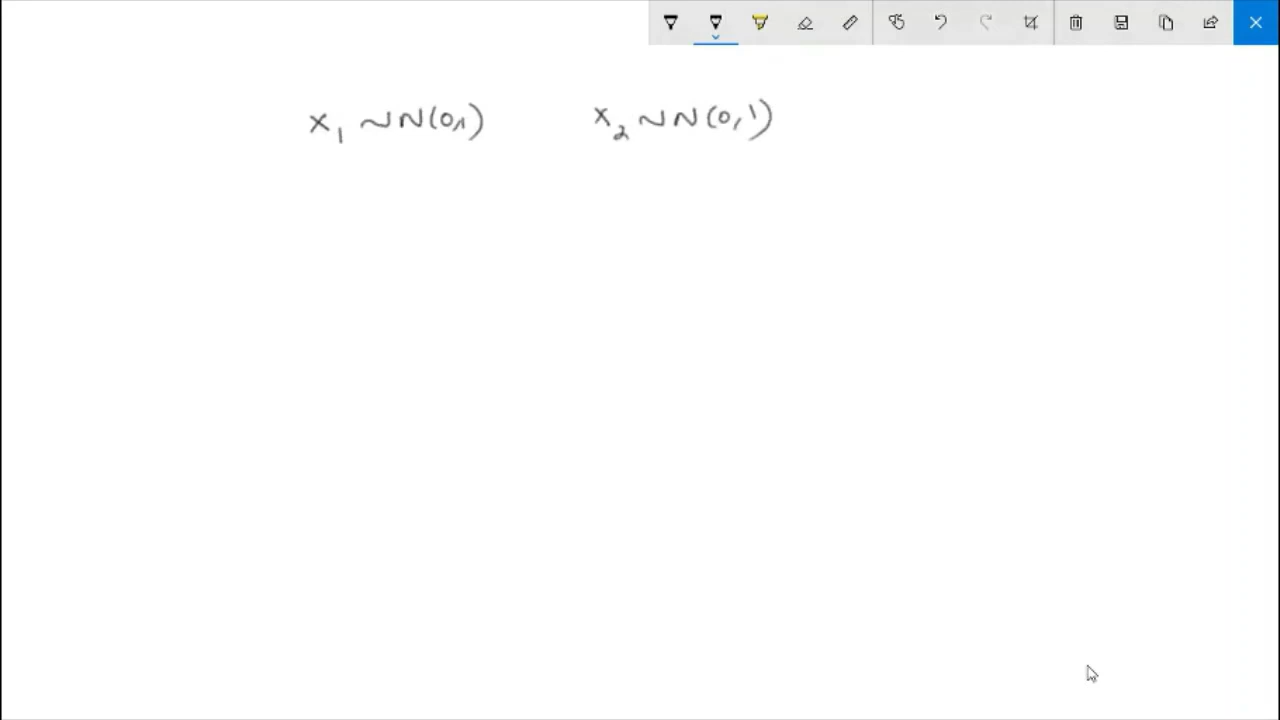 x₁ ~ N(0,1) x₂ ~ N(0,1)